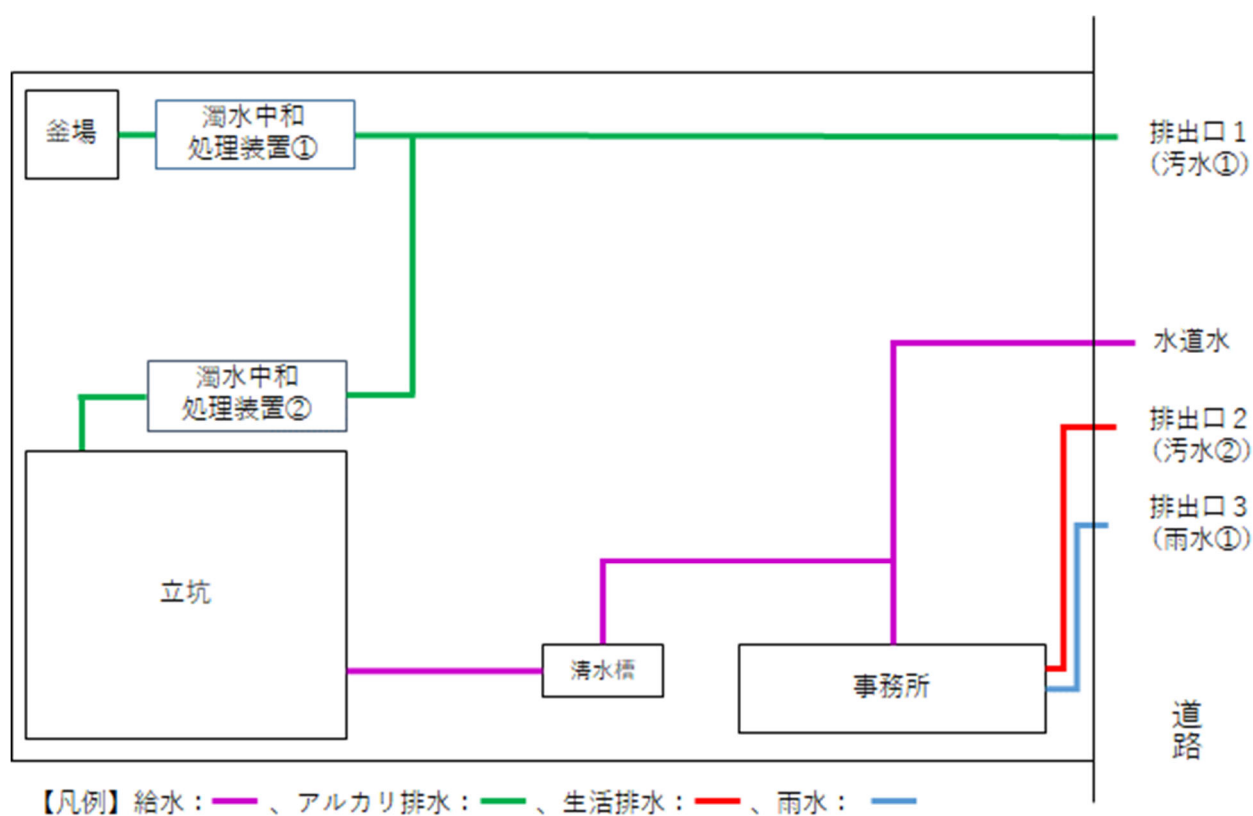 釜場
濁水中和
処理装置①
排出口1
(汚水①)
水道水
濁水中和
処理装置②
排出口2
(汚水②)
排出口3
(雨水①)
立坑
清水槽
事務所
道
路
【凡例】給水： 、アルカリ排水： 、生活排水： 、雨水：